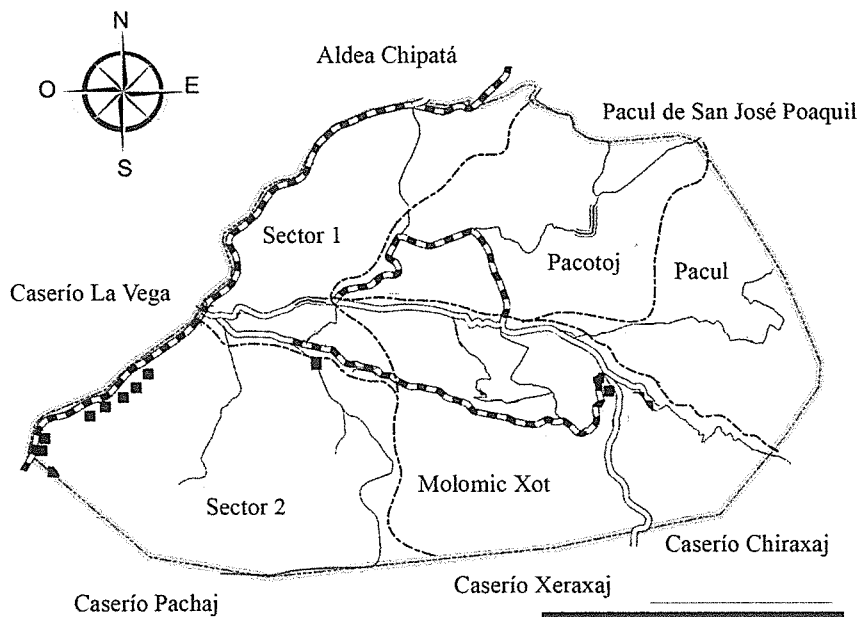 N
Aldea Chipatá
O
E
Pacul de San José Poaquil
S
Sector 1
Pacotoj
Pacul
Caserío La Vega
Molomic Xot
Sector 2
Caserío Chiraxaj
Caserío Xeraxaj
Caserío Pachaj